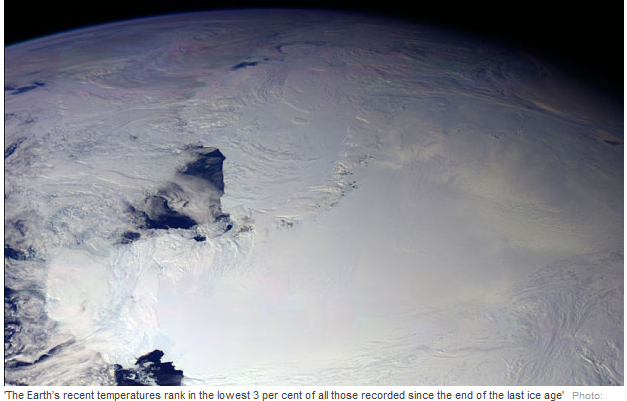 'The Earth's recent temperatures rank in the lowest 3 per cent of all those recorded since the end of the last ice age' Photo: